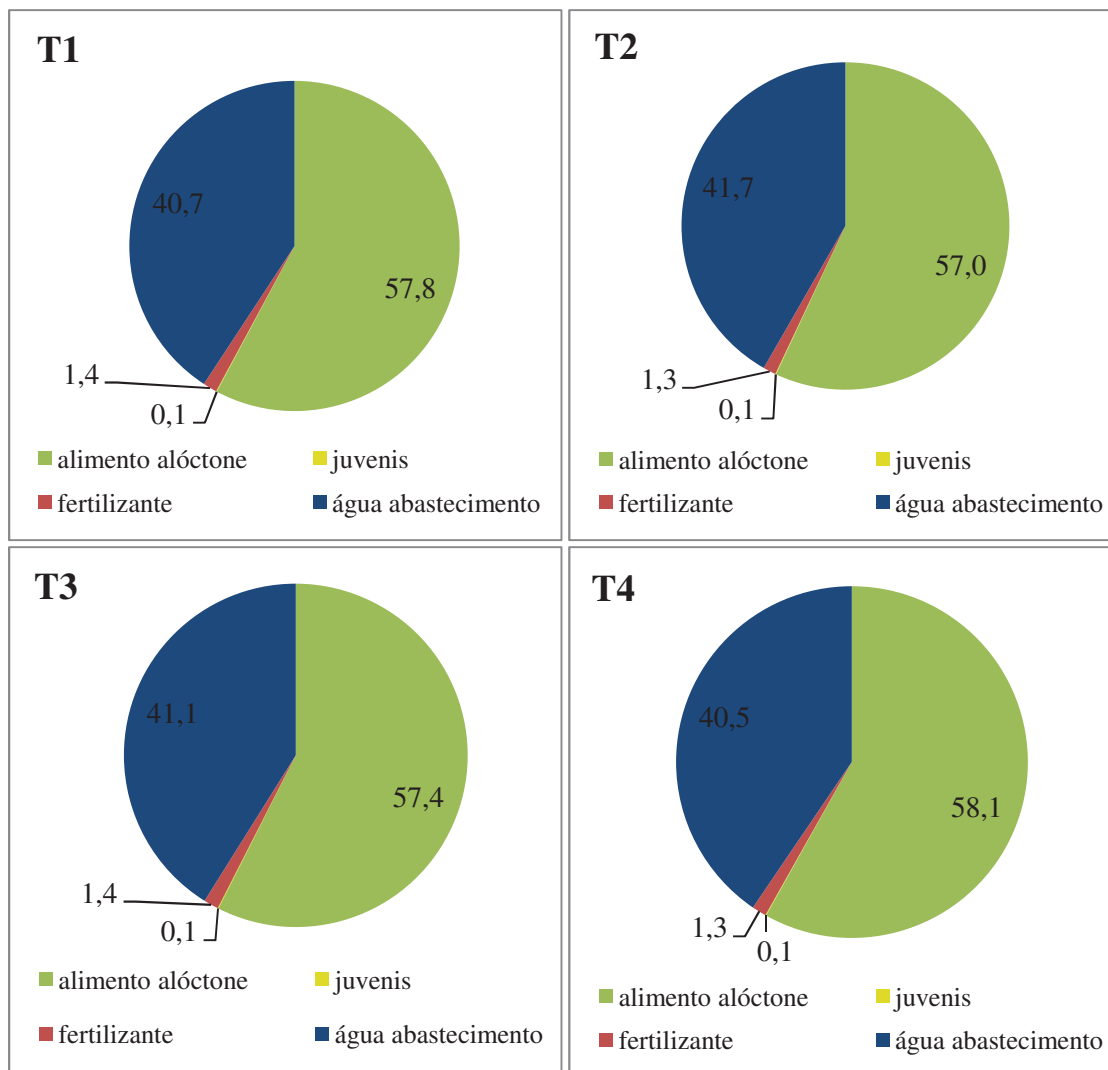 T1
40,7
57,8
1,4
0,1
alimento alóctone juvenis
fertilizante água abastecimento
T2
41,7
57,0
1,3
0,1
alimento alóctone juvenis
fertilizante água abastecimento
T3
41,1
57,4
1,4
0,1
alimento alóctone juvenis
fertilizante água abastecimento
T4
40,5
58,1
1,3
0,1
alimento alóctone juvenis
fertilizante água abastecimento